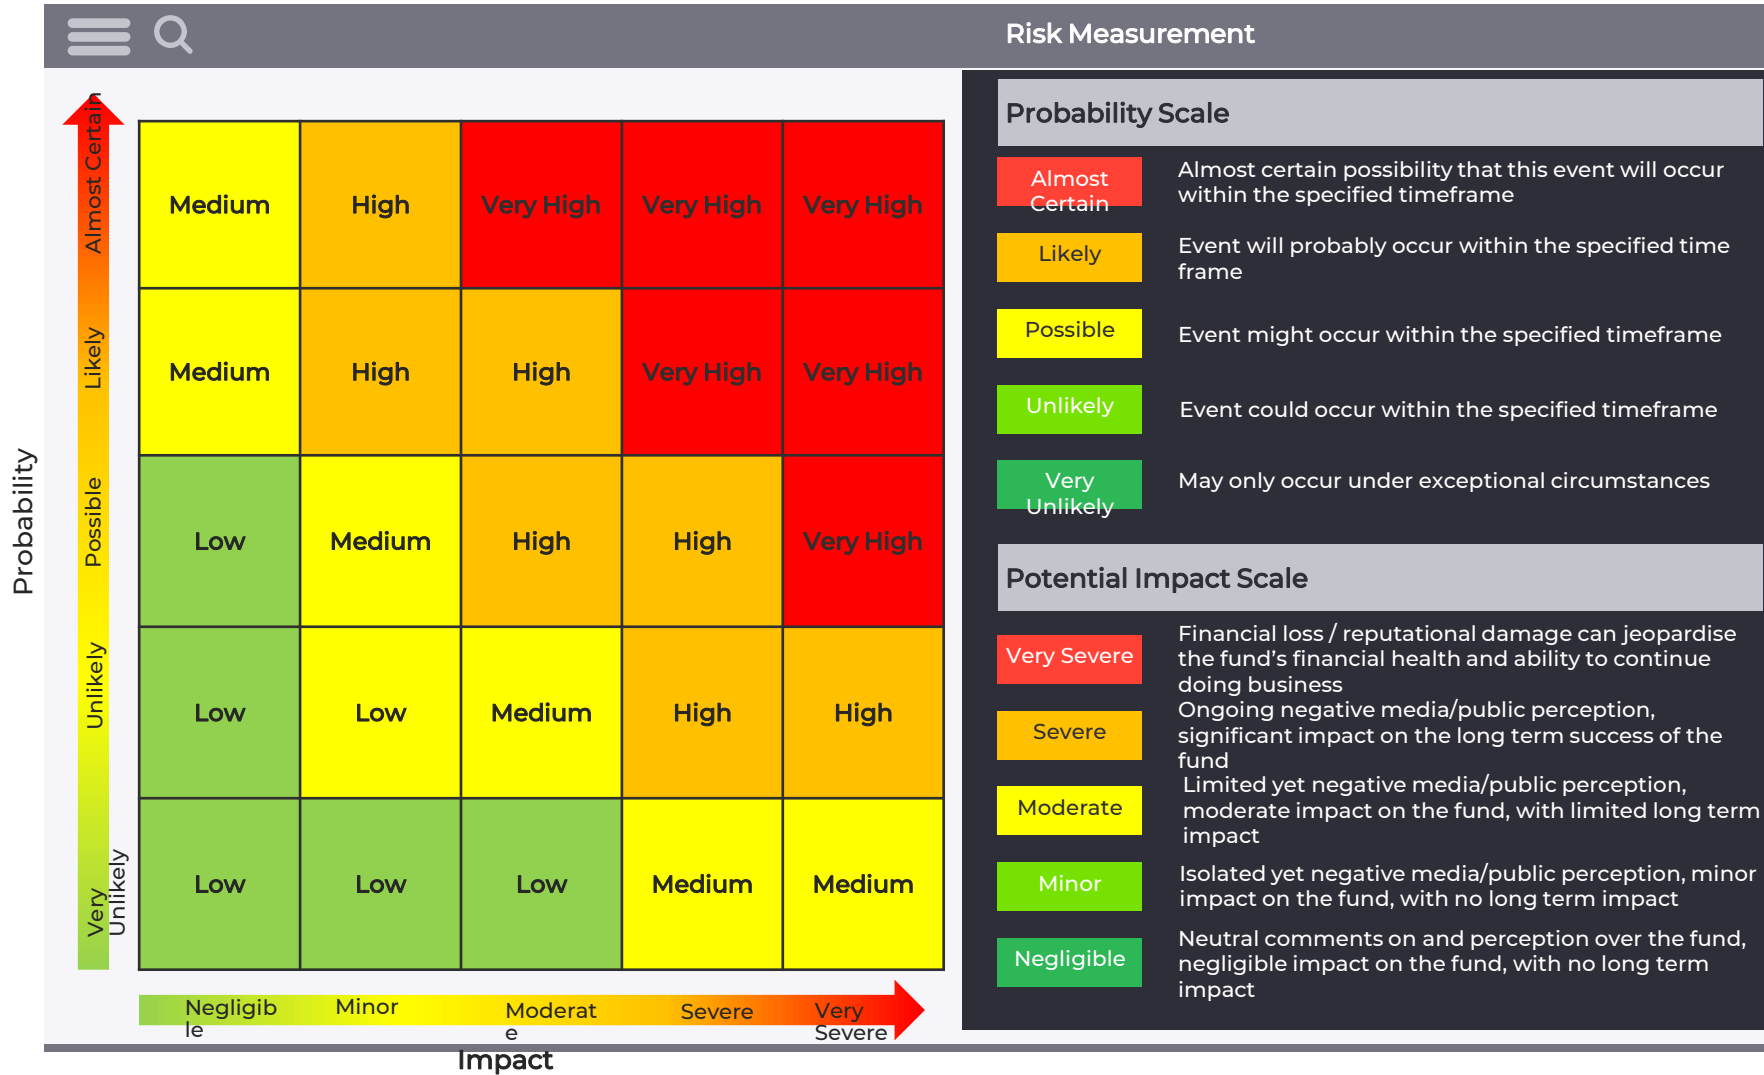 Risk Measurement
Probability
Almost Certain
Likely
Possible
Unlikely
Very
Unlikely
Medium High Very High Very High Very High
Medium High High Very High Very High
Low Medium High High Very High
Low Low Medium High High
Low Low Low Medium Medium
Negligib
le
Minor
Moderat
e
Severe
Very
Severe
Impact
Probability Scale
Almost
Certain
Almost certain possibility that this event will occur
within the specified timeframe
Likely
Event will probably occur within the specified time
frame
Possible
Event might occur within the specified timeframe
Unlikely
Event could occur within the specified timeframe
Very
Unlikely
May only occur under exceptional circumstances
Potential Impact Scale
Very Severe
Financial loss / reputational damage can jeopardise
the fund’s financial health and ability to continue
doing business
Severe
Ongoing negative media/public perception,
significant impact on the long term success of the
fund
Moderate
Limited yet negative media/public perception,
moderate impact on the fund, with limited long term
impact
Minor
Isolated yet negative media/public perception, minor
impact on the fund, with no long term impact
Negligible
Neutral comments on and perception over the fund,
negligible impact on the fund, with no long term
impact